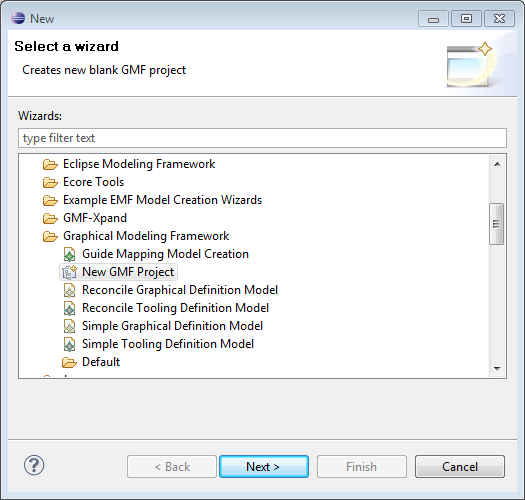 New
Select a wizard
Creates new blank GMF project
Wizards:
type filter text
Eclipse Modeling Framework
Ecore Tools
Example EMF Model Creation Wizards
GMF-Xpand
Graphical Modeling Framework
Guide Mapping Model Creation
New GMF Project
Reconcile Graphical Definition Model
Reconcile Tooling Definition Model
Simple Graphical Definition Model
Simple Tooling Definition Model
Default
?
< Back
Next >
Finish
Cancel